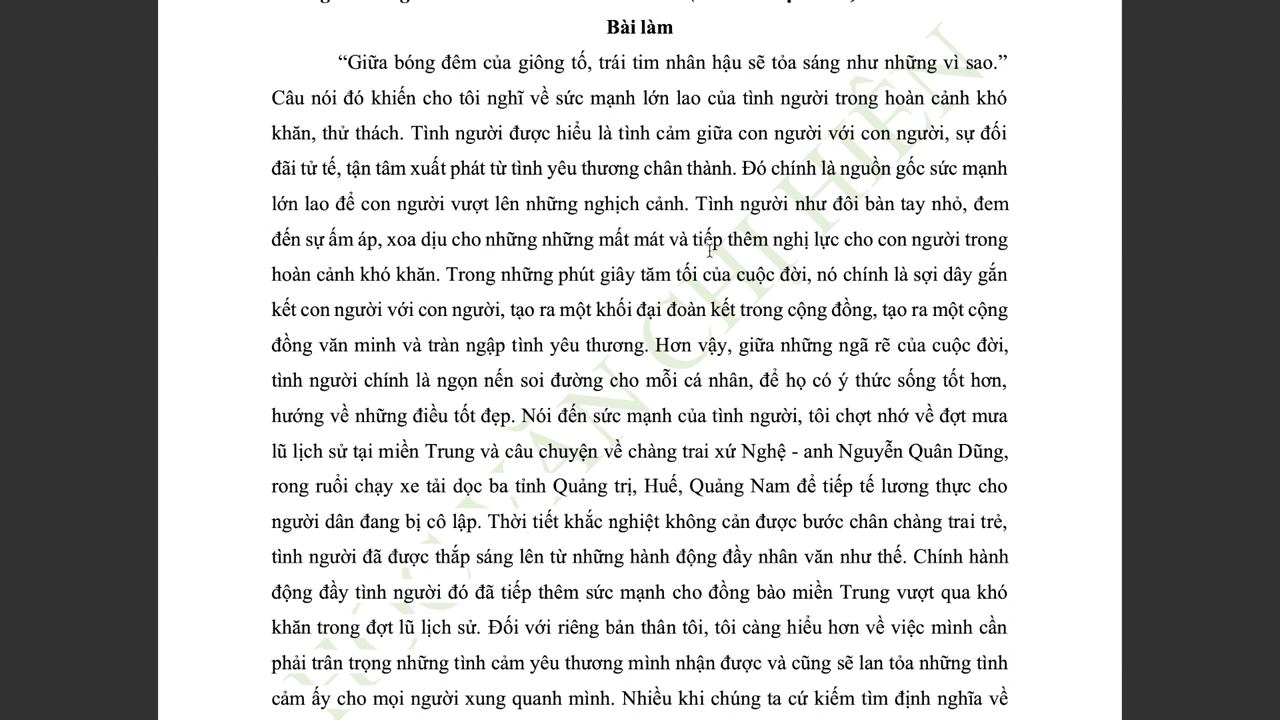 Bài làm
“Giữa bóng đêm của giông tố, trái tim nhân hậu sẽ tỏa sáng như những vì sao.”
Câu nói đó khiến cho tôi nghĩ về sức mạnh lớn lao của tình người trong hoàn cảnh khó
khăn, thử thách. Tình người được hiểu là tình cảm giữa con người với con người, sự đối
đãi tử tế, tận tâm xuất phát từ tình yêu thương chân thành. Đó chính là nguồn gốc sức mạnh
lớn lao để con người vượt lên những nghịch cảnh. Tình người như đôi bàn tay nhỏ, đem
đến sự ấm áp, xoa dịu cho những những mất mát và tiếp thêm nghị lực cho con người trong
hoàn cảnh khó khăn. Trong những phút giây tăm tối của cuộc đời, nó chính là sợi dây gắn
kết con người với con người, tạo ra một khối đại đoàn kết trong cộng đồng, tạo ra một cộng
đồng văn minh và tràn ngập tình yêu thương. Hơn vậy, giữa những ngã rẽ của cuộc đời,
tình người chính là ngọn nến soi đường cho mỗi cá nhân, để họ có ý thức sống tốt hơn,
hướng về những điều tốt đẹp. Nói đến sức mạnh của tình người, tôi chợt nhớ về đợt mưa
lũ lịch sử tại miền Trung và câu chuyện về chàng trai xứ Nghệ - anh Nguyễn Quân Dũng,
rong ruổi chạy xe tải dọc ba tỉnh Quảng trị, Huế, Quảng Nam để tiếp tế lương thực cho
người dân đang bị cô lập. Thời tiết khắc nghiệt không cản được bước chân chàng trai trẻ,
tình người đã được thắp sáng lên từ những hành động đầy nhân văn như thế. Chính hành
động đầy tình người đó đã tiếp thêm sức mạnh cho đồng bào miền Trung vượt qua khó
khăn trong đợt lũ lịch sử. Đối với riêng bản thân tôi, tôi càng hiểu hơn về việc mình cần
phải trân trọng những tình cảm yêu thương mình nhận được và cũng sẽ lan tỏa những tình
cảm ấy cho mọi người xung quanh mình. Nhiều khi chúng ta cứ kiếm tìm định nghĩa về
HỌC VĂN CHỊ HIÊN